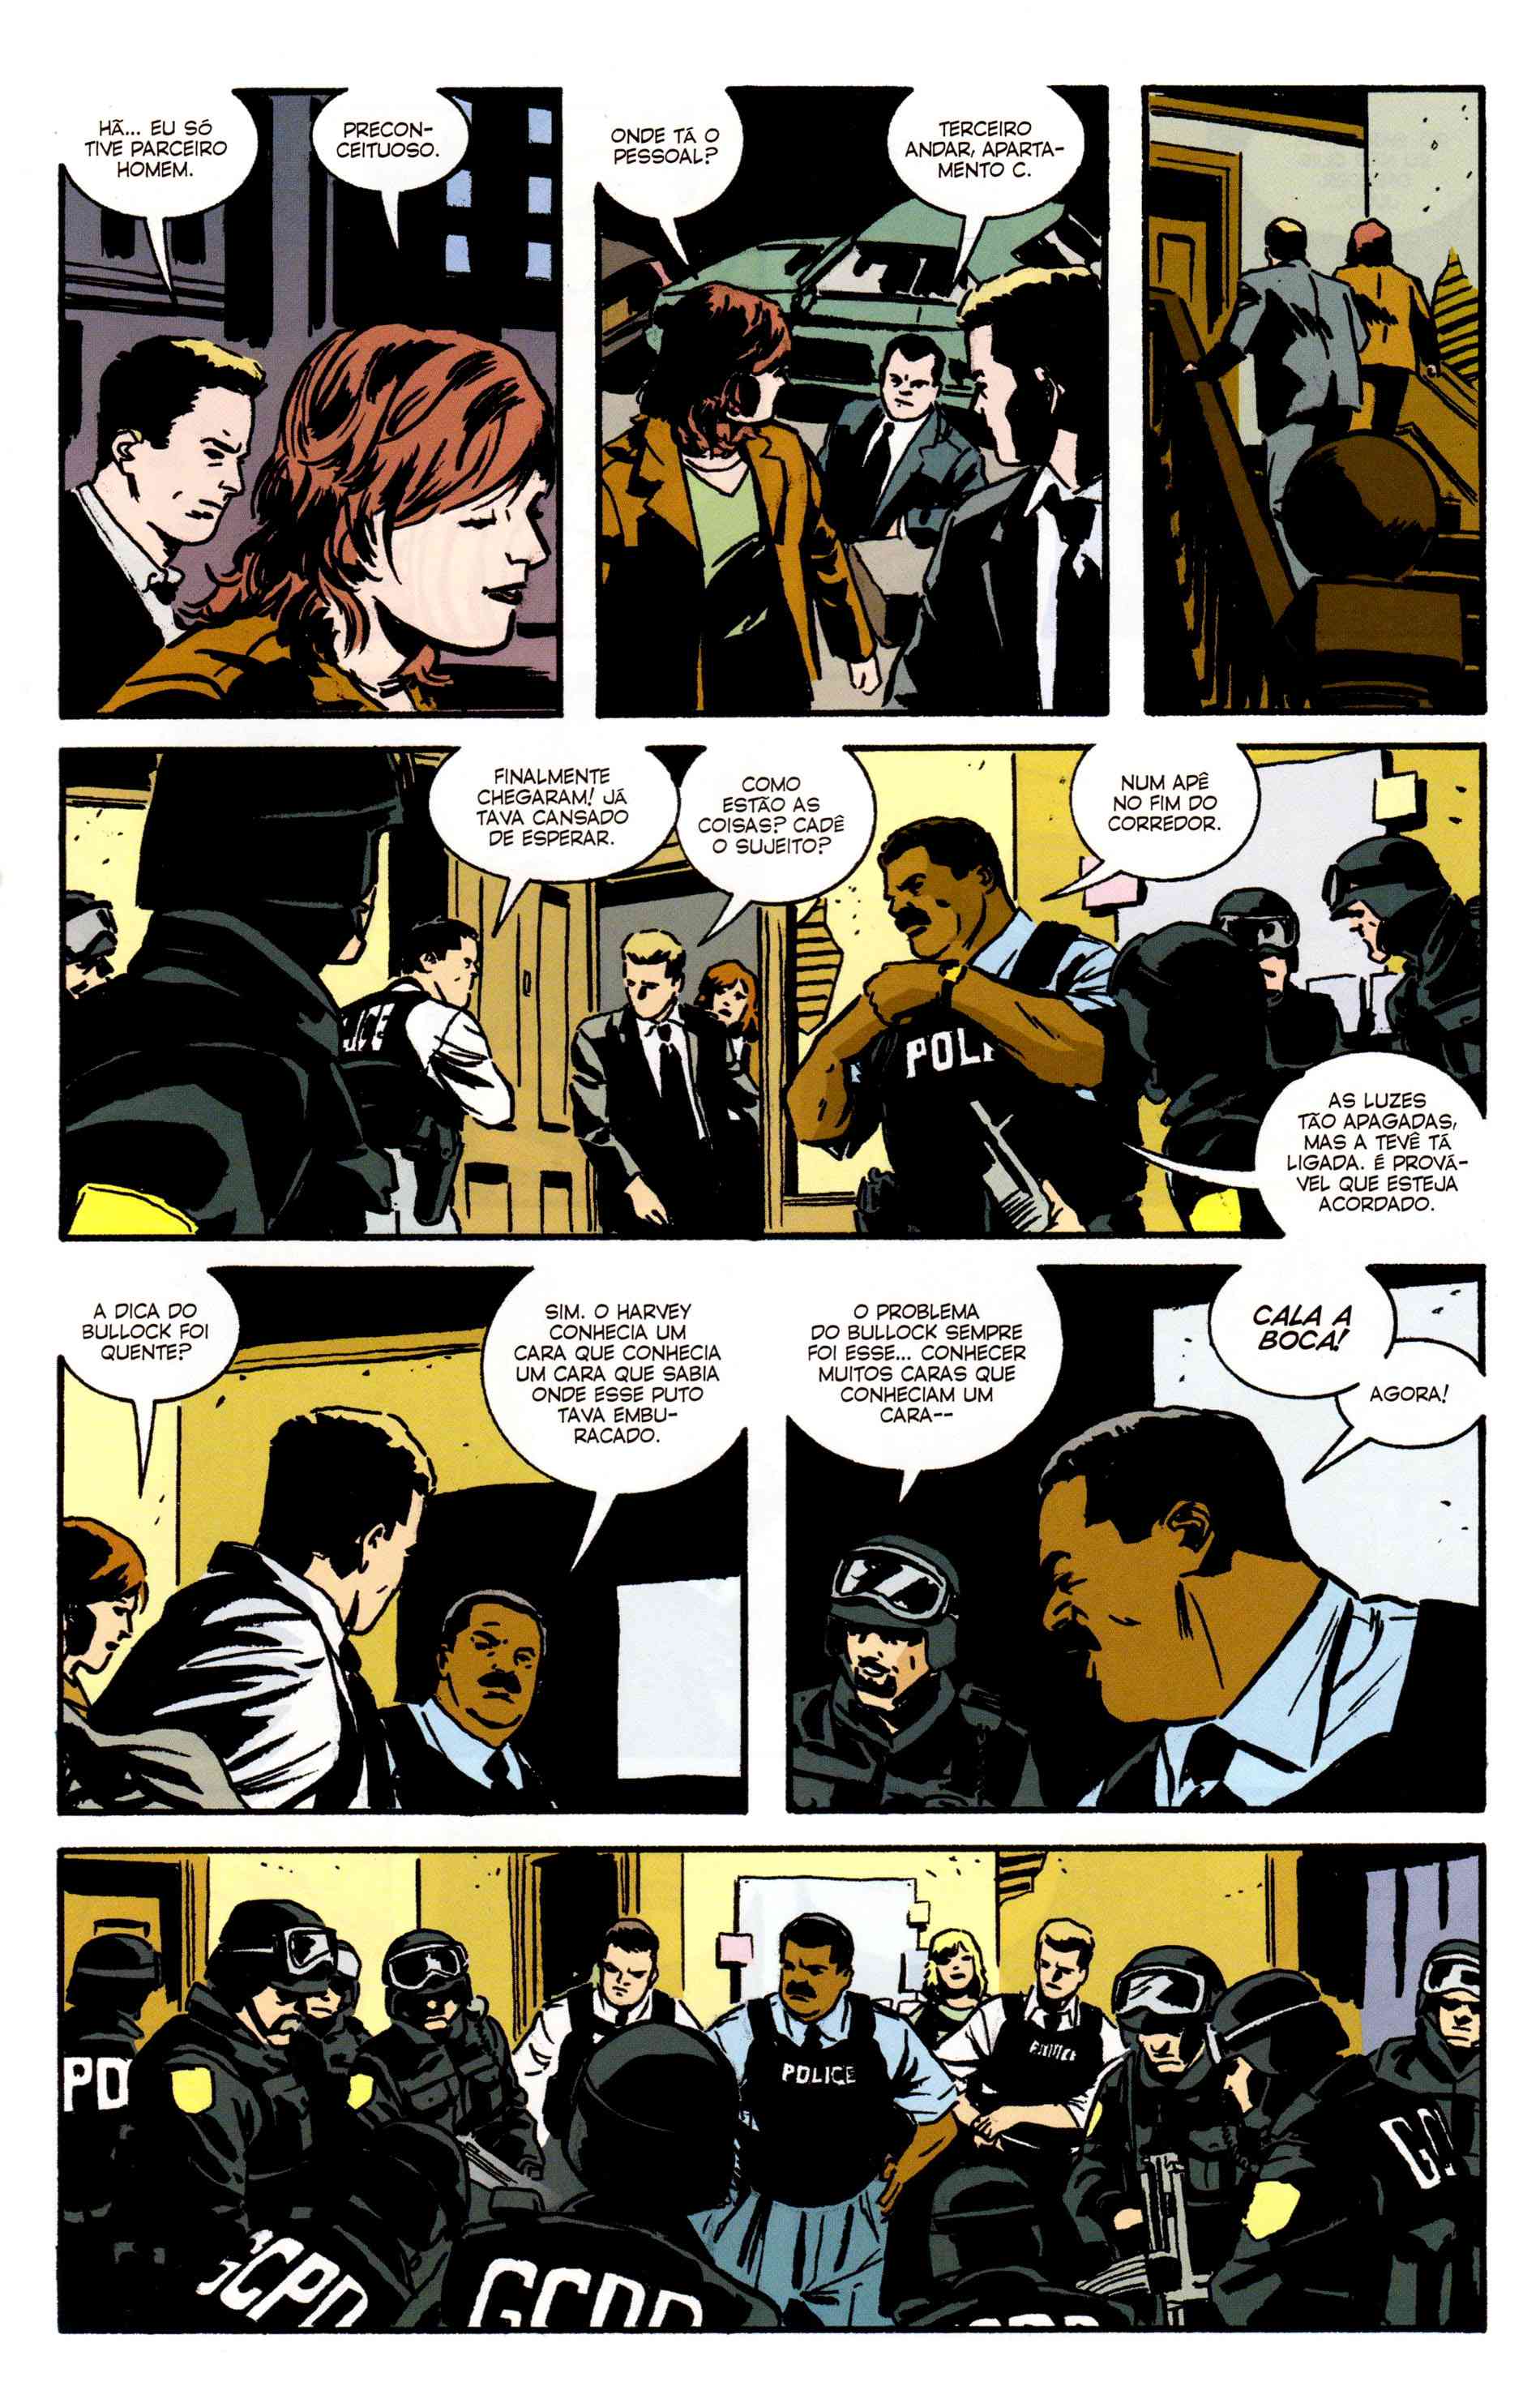 HÃ... EU SÓ
TIVE PARCEIRO
HOMEM.
PRECON-
CEITUOSO.
ONDE TÁ O
PESSOAL?
TERCEIRO
ANDAR, APARTA-
MENTO C.
FINALMENTE
CHEGARAM! JÁ
TAVA CANSADO
DE ESPERAR.
COMO
ESTÃO AS
COISAS? CADÊ
O SUJEITO?
NUM APÊ
NO FIM DO
CORREDOR.
POLI
AS LUZES
TÃO APAGADAS,
MAS A TEVÊ TÁ
LIGADA. É PROVÁ-
VEL QUE ESTEJA
ACORDADO.
A DICA DO
BULLOCK FOI
QUENTE?
SIM. O HARVEY
CONHECIA UM
CARA QUE CONHECIA
UM CARA QUE SABIA
ONDE ESSE PUTO
TAVA EMBU-
RACADO.
O PROBLEMA
DO BULLOCK SEMPRE
FOI ESSE... CONHECER
MUITOS CARAS QUE
CONHECIAM UM
CARA--
CALA A
BOCA!
AGORA!
PO
POLICE
GCPD
GCPD
GC